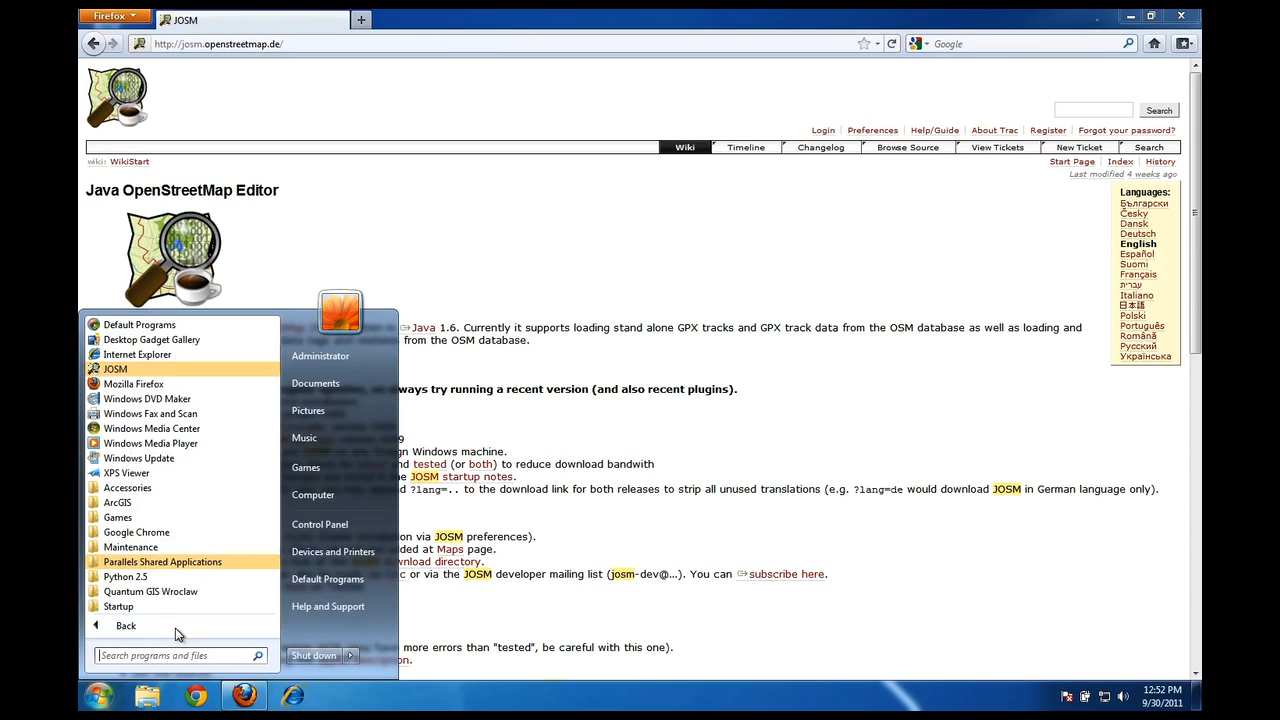 Firefox
JOSM
http://josm.openstreetmap.de/
Google
Search
Login Preferences Help/Guide About Trac Register Forgot your password?
Wiki Timeline Changelog Browse Source View Tickets New Ticket Search
wiki: WikiStart
Start Page Index History
Last modified 4 weeks ago
Java OpenStreetMap Editor
Languages:
Български
Česky
Dansk
Deutsch
English
Español
Suomi
Français
עברית
Italiano
日本語
Polski
Português
Română
Русский
Українська
Java 1.6. Currently it supports loading stand alone GPX tracks and GPX track data from the OSM database as well as loading and
from the OSM database.
always try running a recent version (and also recent plugins).
Windows machine.
and tested (or both) to reduce download bandwith
JOSM startup notes.
?lang=.. to the download link for both releases to strip all unused translations (e.g. ?lang=de would download JOSM in German language only).
via JOSM preferences).
at Maps page.
download directory.
or via the JOSM developer mailing list (josm-dev@...). You can subscribe here.
have more errors than "tested", be careful with this one).
Default Programs
Desktop Gadget Gallery
Internet Explorer
JOSM
Mozilla Firefox
Windows DVD Maker
Windows Fax and Scan
Windows Media Center
Windows Media Player
Windows Update
XPS Viewer
Accessories
ArcGIS
Games
Google Chrome
Maintenance
Parallels Shared Applications
Python 2.5
Quantum GIS Wroclaw
Startup
Back
Search programs and files
Administrator
Documents
Pictures
Music
Games
Computer
Control Panel
Devices and Printers
Default Programs
Help and Support
Shut down
12:52 PM
9/30/2011